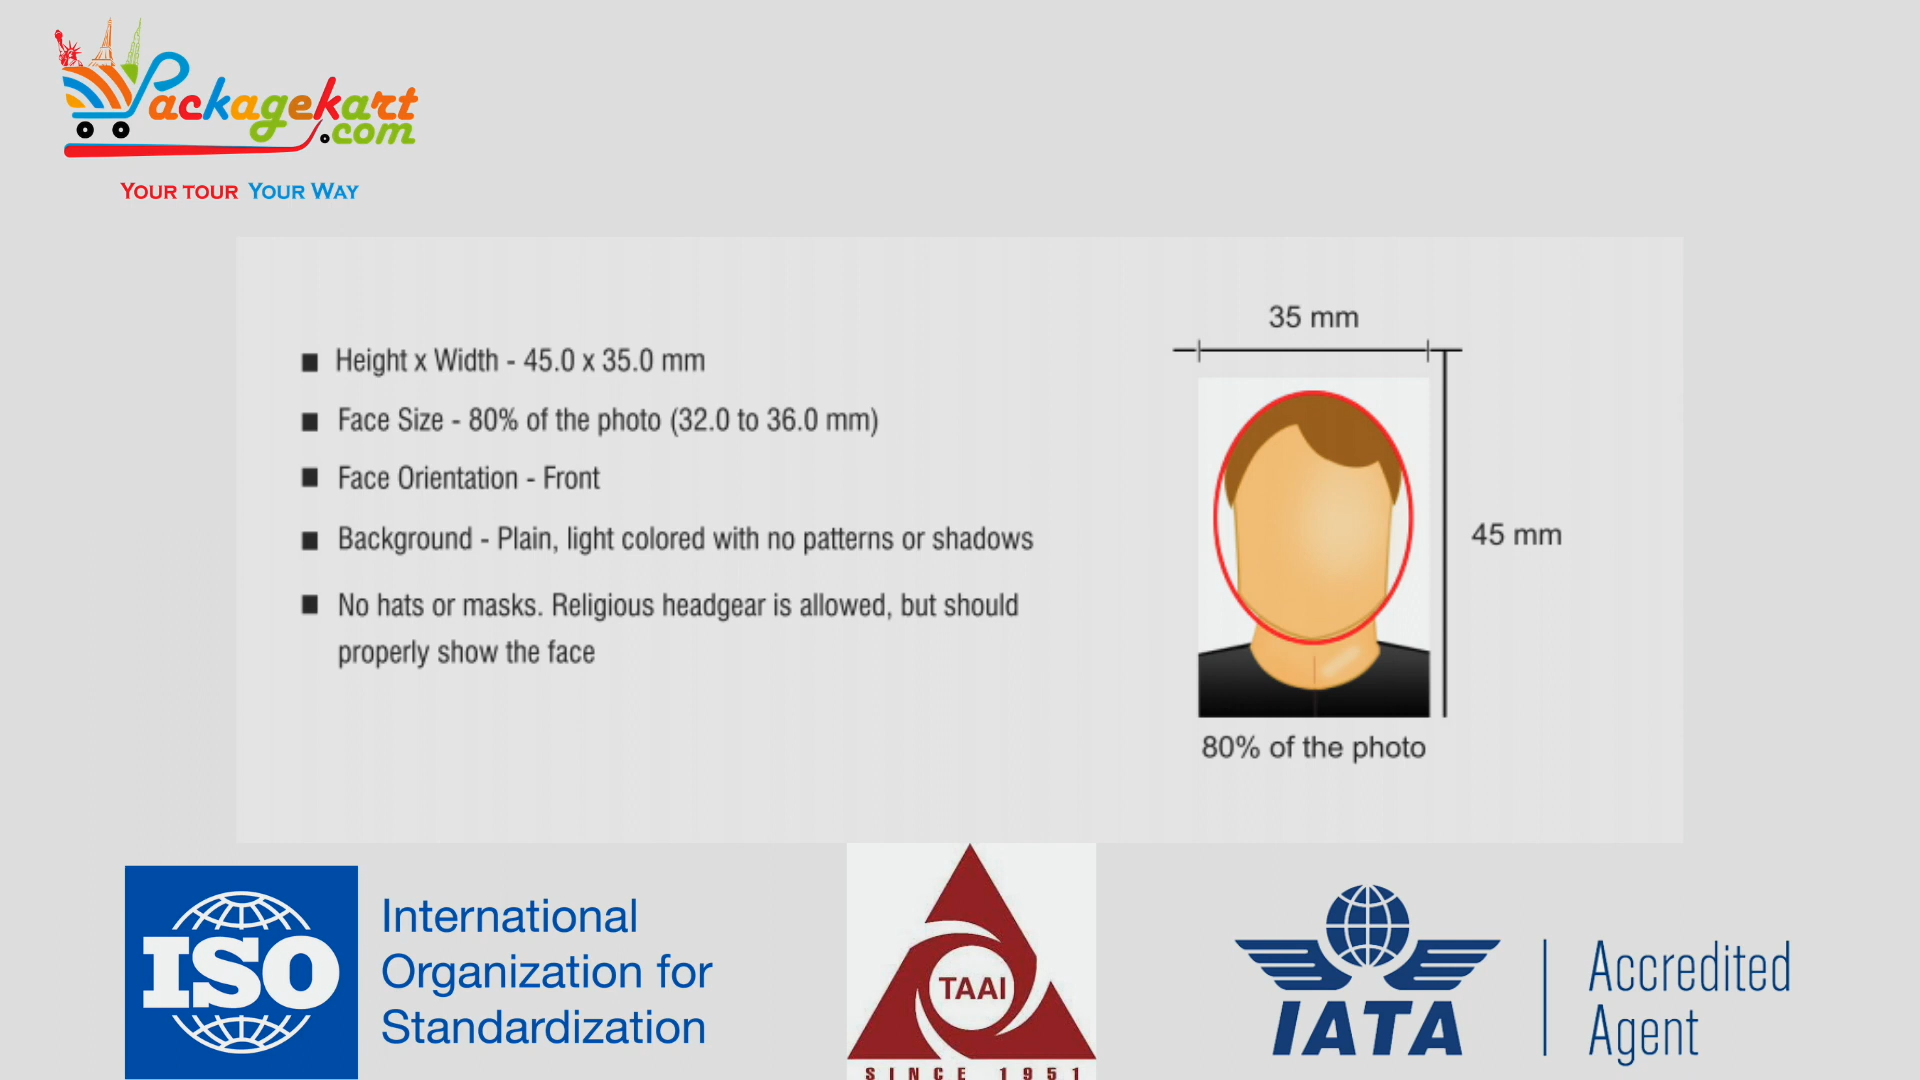 Packagekart
.com
YOUR TOUR YOUR WAY
35 mm
■ Height x Width - 45.0 x 35.0 mm
■ Face Size - 80% of the photo (32.0 to 36.0 mm)
■ Face Orientation - Front
■ Background - Plain, light colored with no patterns or shadows
45 mm
■ No hats or masks. Religious headgear is allowed, but should
properly show the face
80% of the photo
ISO
International
Organization for
Standardization
TAAI
SINCE 1951
IATA
Accredited
Agent